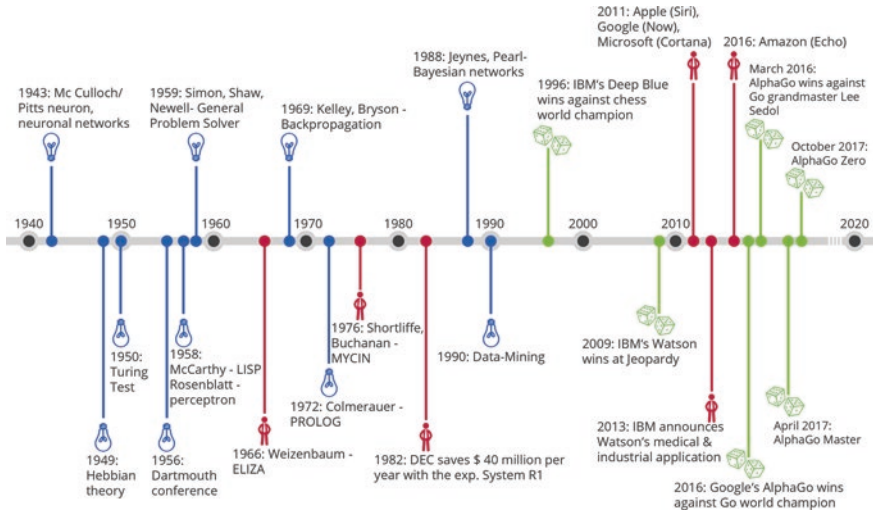 2011: Apple (Siri),
Google (Now),
Microsoft (Cortana)
2016: Amazon (Echo)
1988: Jeynes, Pearl-
Bayesian networks
March 2016:
AlphaGo wins against
Go grandmaster Lee
Sedol
1943: Mc Culloch/
Pitts neuron,
neuronal networks
1959: Simon, Shaw,
Newell- General
Problem Solver
1969: Kelley, Bryson -
Backpropagation
1996: IBM's Deep Blue
wins against chess
world champion
October 2017:
AlphaGo Zero
1940
1950
1960
1970
1980
1990
2000
2010
2020
1950:
Turing
Test
1958:
McCarthy - LISP
Rosenblatt -
perceptron
1976: Shortliffe,
Buchanan -
MYCIN
1990: Data-Mining
2009: IBM's Watson
wins at Jeopardy
1972: Colmerauer -
PROLOG
1949:
Hebbian
theory
1956:
Dartmouth
conference
1966: Weizenbaum -
ELIZA
1982: DEC saves $ 40 million per
year with the exp. System R1
2013: IBM announces
Watson's medical &
industrial application
April 2017:
AlphaGo Master
2016: Google's AlphaGo wins
against Go world champion